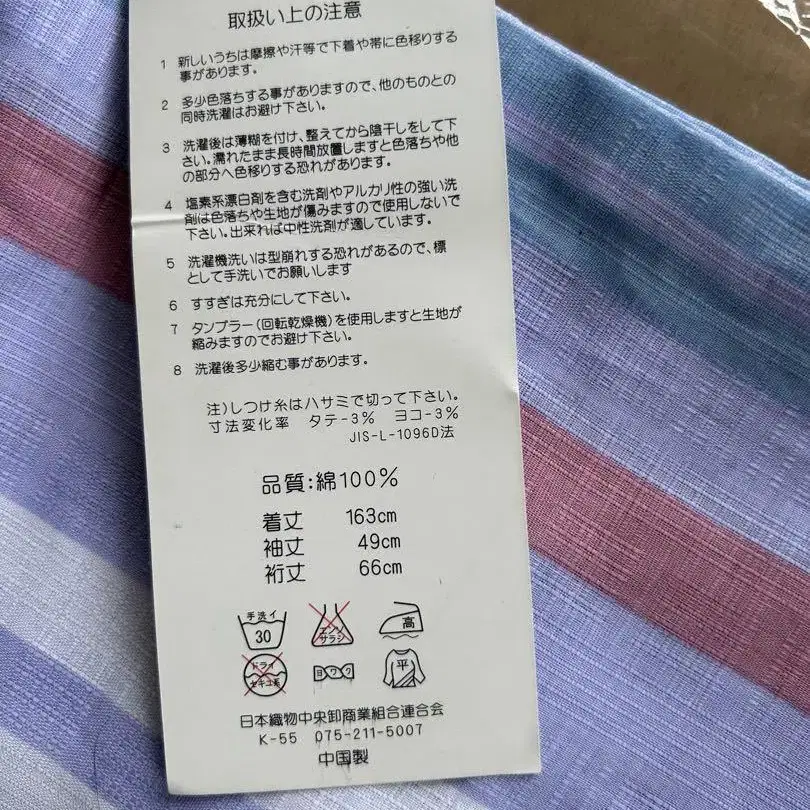 取扱い上の注意
1 新しいうちは摩擦や汗等で下着や帯に色移りする
事があります。
2 多少色落ちする事がありますので、他のものとの
同時洗濯はお避け下さい。
3 洗濯後は薄糊を付け、整えてから陰干しをして下
さい。濡れたまま長時間放置しますと色落ちや他
の部分へ色移りする恐れがあります。
4 塩素系漂白剤を含む洗剤やアルカリ性の強い洗
剤は色落ちや生地が傷みますので使用しないで
下さい。出来れば中性洗剤が適しています。
5 洗濯機洗いは型崩れする恐れがあるので、標
として手洗いでお願いします
6 すすぎは充分にして下さい。
7 タンブラー(回転乾燥機)を使用しますと生地が
縮みますのでお避け下さい。
8 洗濯後多少縮む事があります。
注)しつけ糸はハサミで切って下さい。
寸法変化率 タテ-3% ヨコ-3%
JIS-L-1096D法
品質:綿100%
着丈 163cm
袖丈 49cm
裄丈 66cm
手洗イ
30
エンソ
サラシ
高
ドライ
セキユ系
ヨワク
平
日本織物中央卸商業組合連合会
K-55 075-211-5007
中国製